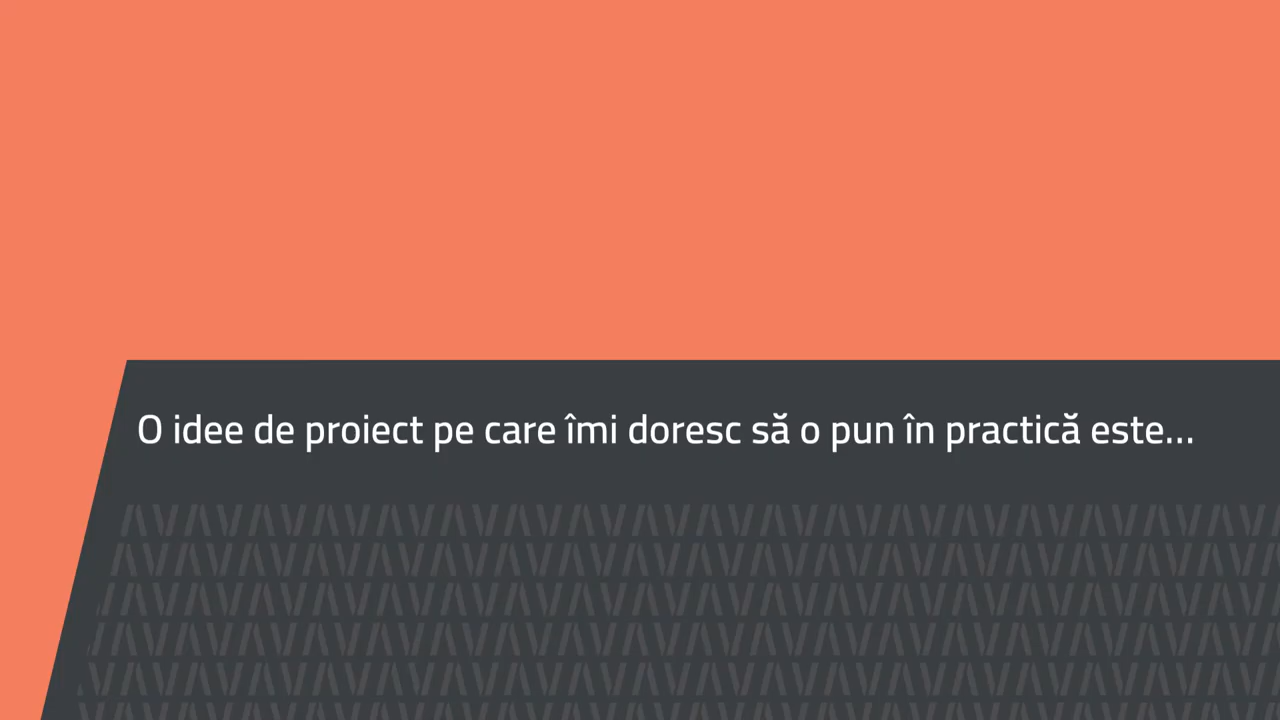 O idee de proiect pe care îmi doresc să o pun în practică este...